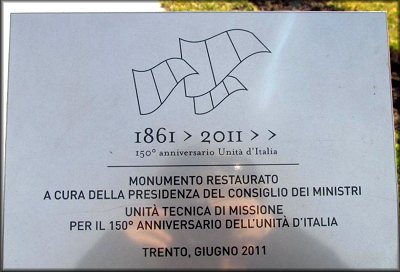 1861 > 2011 > >
150° anniversario Unità d'Italia
MONUMENTO RESTAURATO
A CURA DELLA PRESIDENZA DEL CONSIGLIO DEI MINISTRI
UNITÀ TECNICA DI MISSIONE
PER IL 150° ANNIVERSARIO DELL'UNITÀ D'ITALIA
TRENTO, GIUGNO 2011